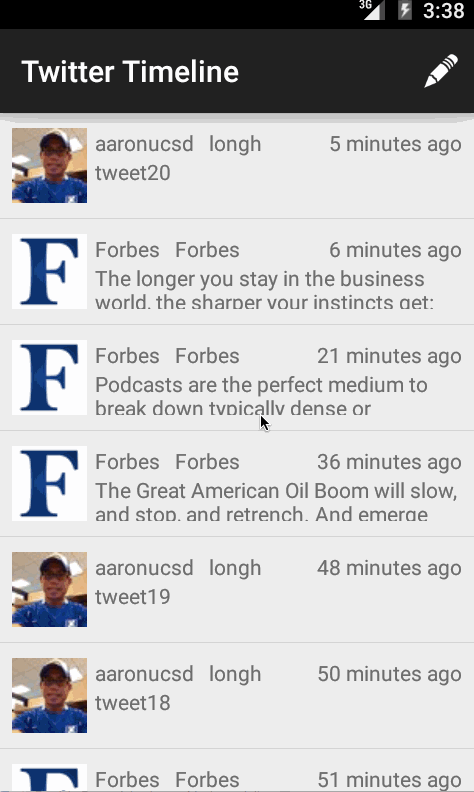 3G 3:38
Twitter Timeline
aaronucsd longh 5 minutes ago
tweet20
F Forbes Forbes 6 minutes ago
The longer you stay in the business
world, the sharper your instincts get:
F Forbes Forbes 21 minutes ago
Podcasts are the perfect medium to
break down typically dense or
F Forbes Forbes 36 minutes ago
The Great American Oil Boom will slow,
and stop, and retrench. And emerge
aaronucsd longh 48 minutes ago
tweet19
aaronucsd longh 50 minutes ago
tweet18
F Forbes Forbes 51 minutes ago